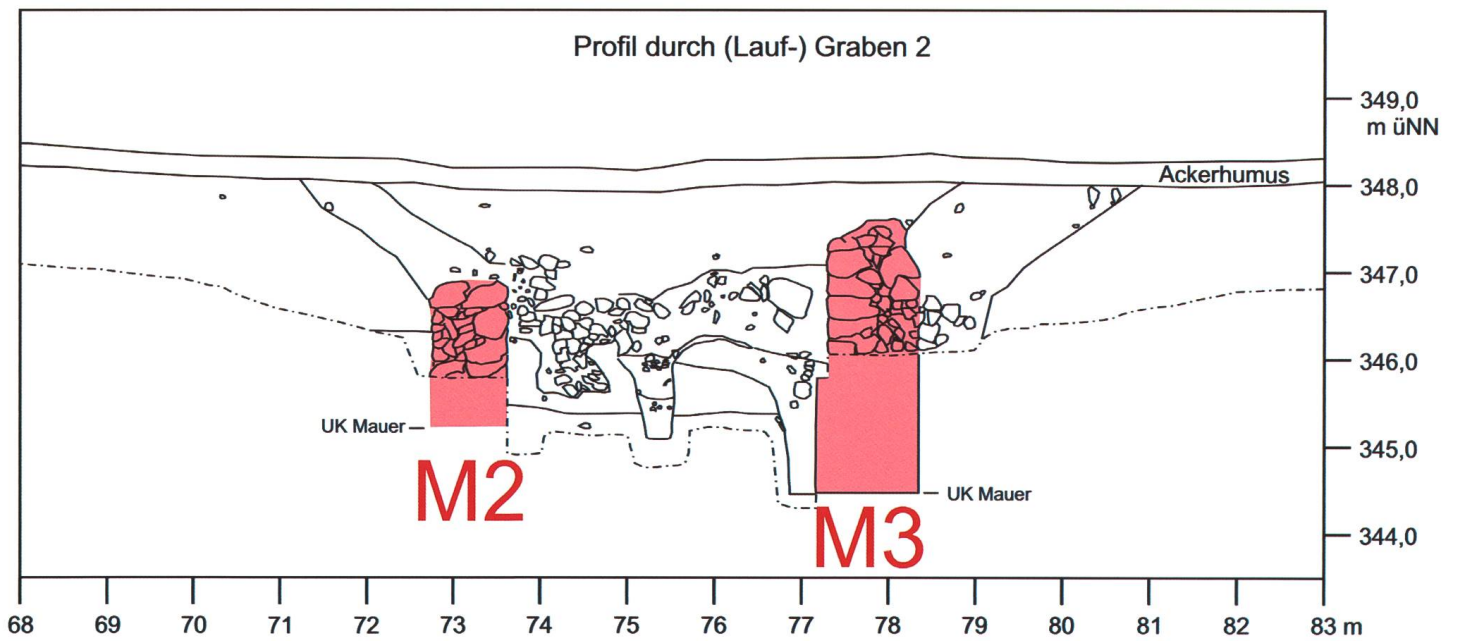 Profil durch (Lauf-) Graben 2
349,0
m üNN
Ackerhumus
348,0
347,0
346,0
UK Mauer
345,0
M2
UK Mauer
M3
344,0
68 69 70 71 72 73 74 75 76 77 78 79 80 81 82 83 m